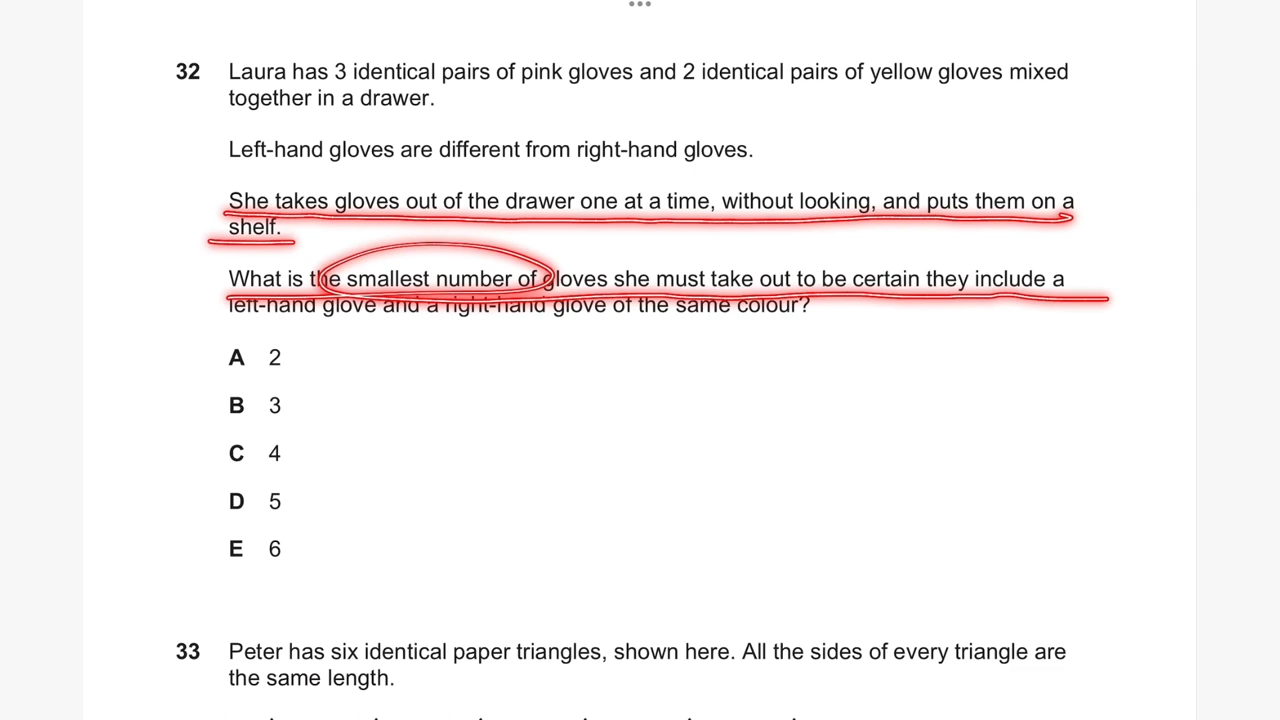 32 Laura has 3 identical pairs of pink gloves and 2 identical pairs of yellow gloves mixed
together in a drawer.
Left-hand gloves are different from right-hand gloves.
She takes gloves out of the drawer one at a time, without looking, and puts them on a
shelf.
What is the smallest number of gloves she must take out to be certain they include a
left-hand glove and a right-hand glove of the same colour?
A 2
B 3
C 4
D 5
E 6
33 Peter has six identical paper triangles, shown here. All the sides of every triangle are
the same length.